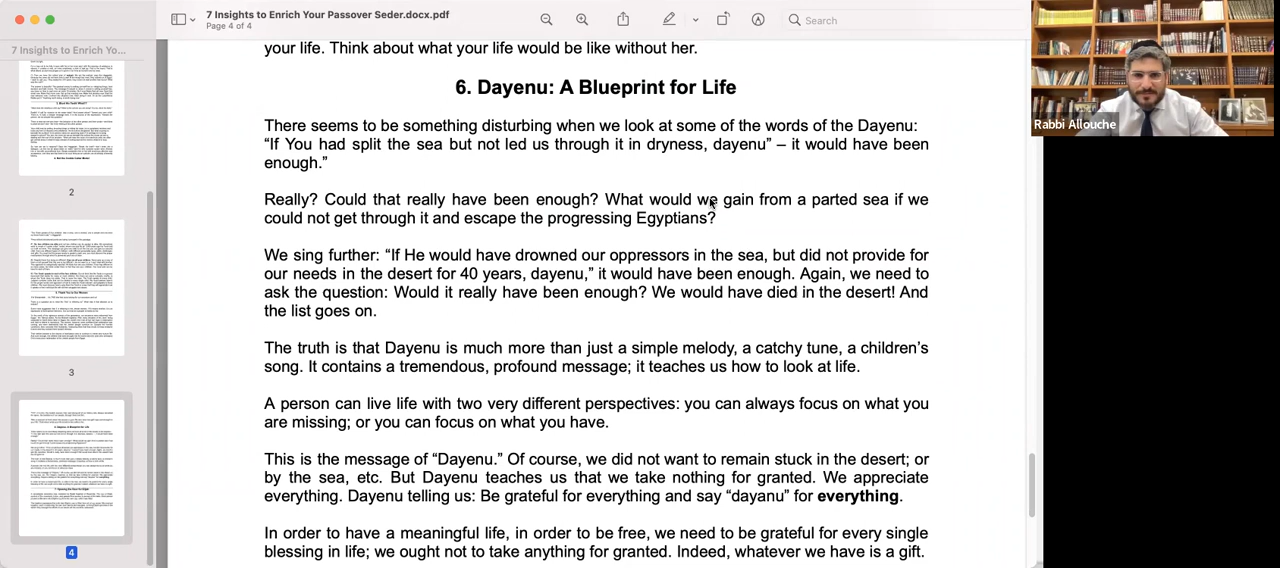 7 Insights to Enrich Your Passover Seder.docx.pdf
Page 4 of 4
Search
7 Insights to Enrich Yo...
2
3
4
your life. Think about what your life would be like without her.
6. Dayenu: A Blueprint for Life
There seems to be something disturbing when we look at some of the words of the Dayenu:
“If You had split the sea but not led us through it in dryness, dayenu” – it would have been
enough.”
Really? Could that really have been enough? What would we gain from a parted sea if we
could not get through it and escape the progressing Egyptians?
We sing further: “If He would have drowned our oppressors in the sea, but did not provide for
our needs in the desert for 40 years, dayenu,” it would have been enough. Again, we need to
ask the question: Would it really have been enough? We would have died in the desert! And
the list goes on.
The truth is that Dayenu is much more than just a simple melody, a catchy tune, a children’s
song. It contains a tremendous, profound message; it teaches us how to look at life.
A person can live life with two very different perspectives: you can always focus on what you
are missing; or you can focus on what you have.
This is the message of “Dayenu.” Of course, we did not want to remain stuck in the desert; or
by the sea, etc. But Dayenu teaches us that we take nothing for granted. We appreciate
everything. Dayenu telling us: be grateful for everything and say “dayanu” for everything.
In order to have a meaningful life, in order to be free, we need to be grateful for every single
blessing in life; we ought not to take anything for granted. Indeed, whatever we have is a gift.
Rabbi Allouche